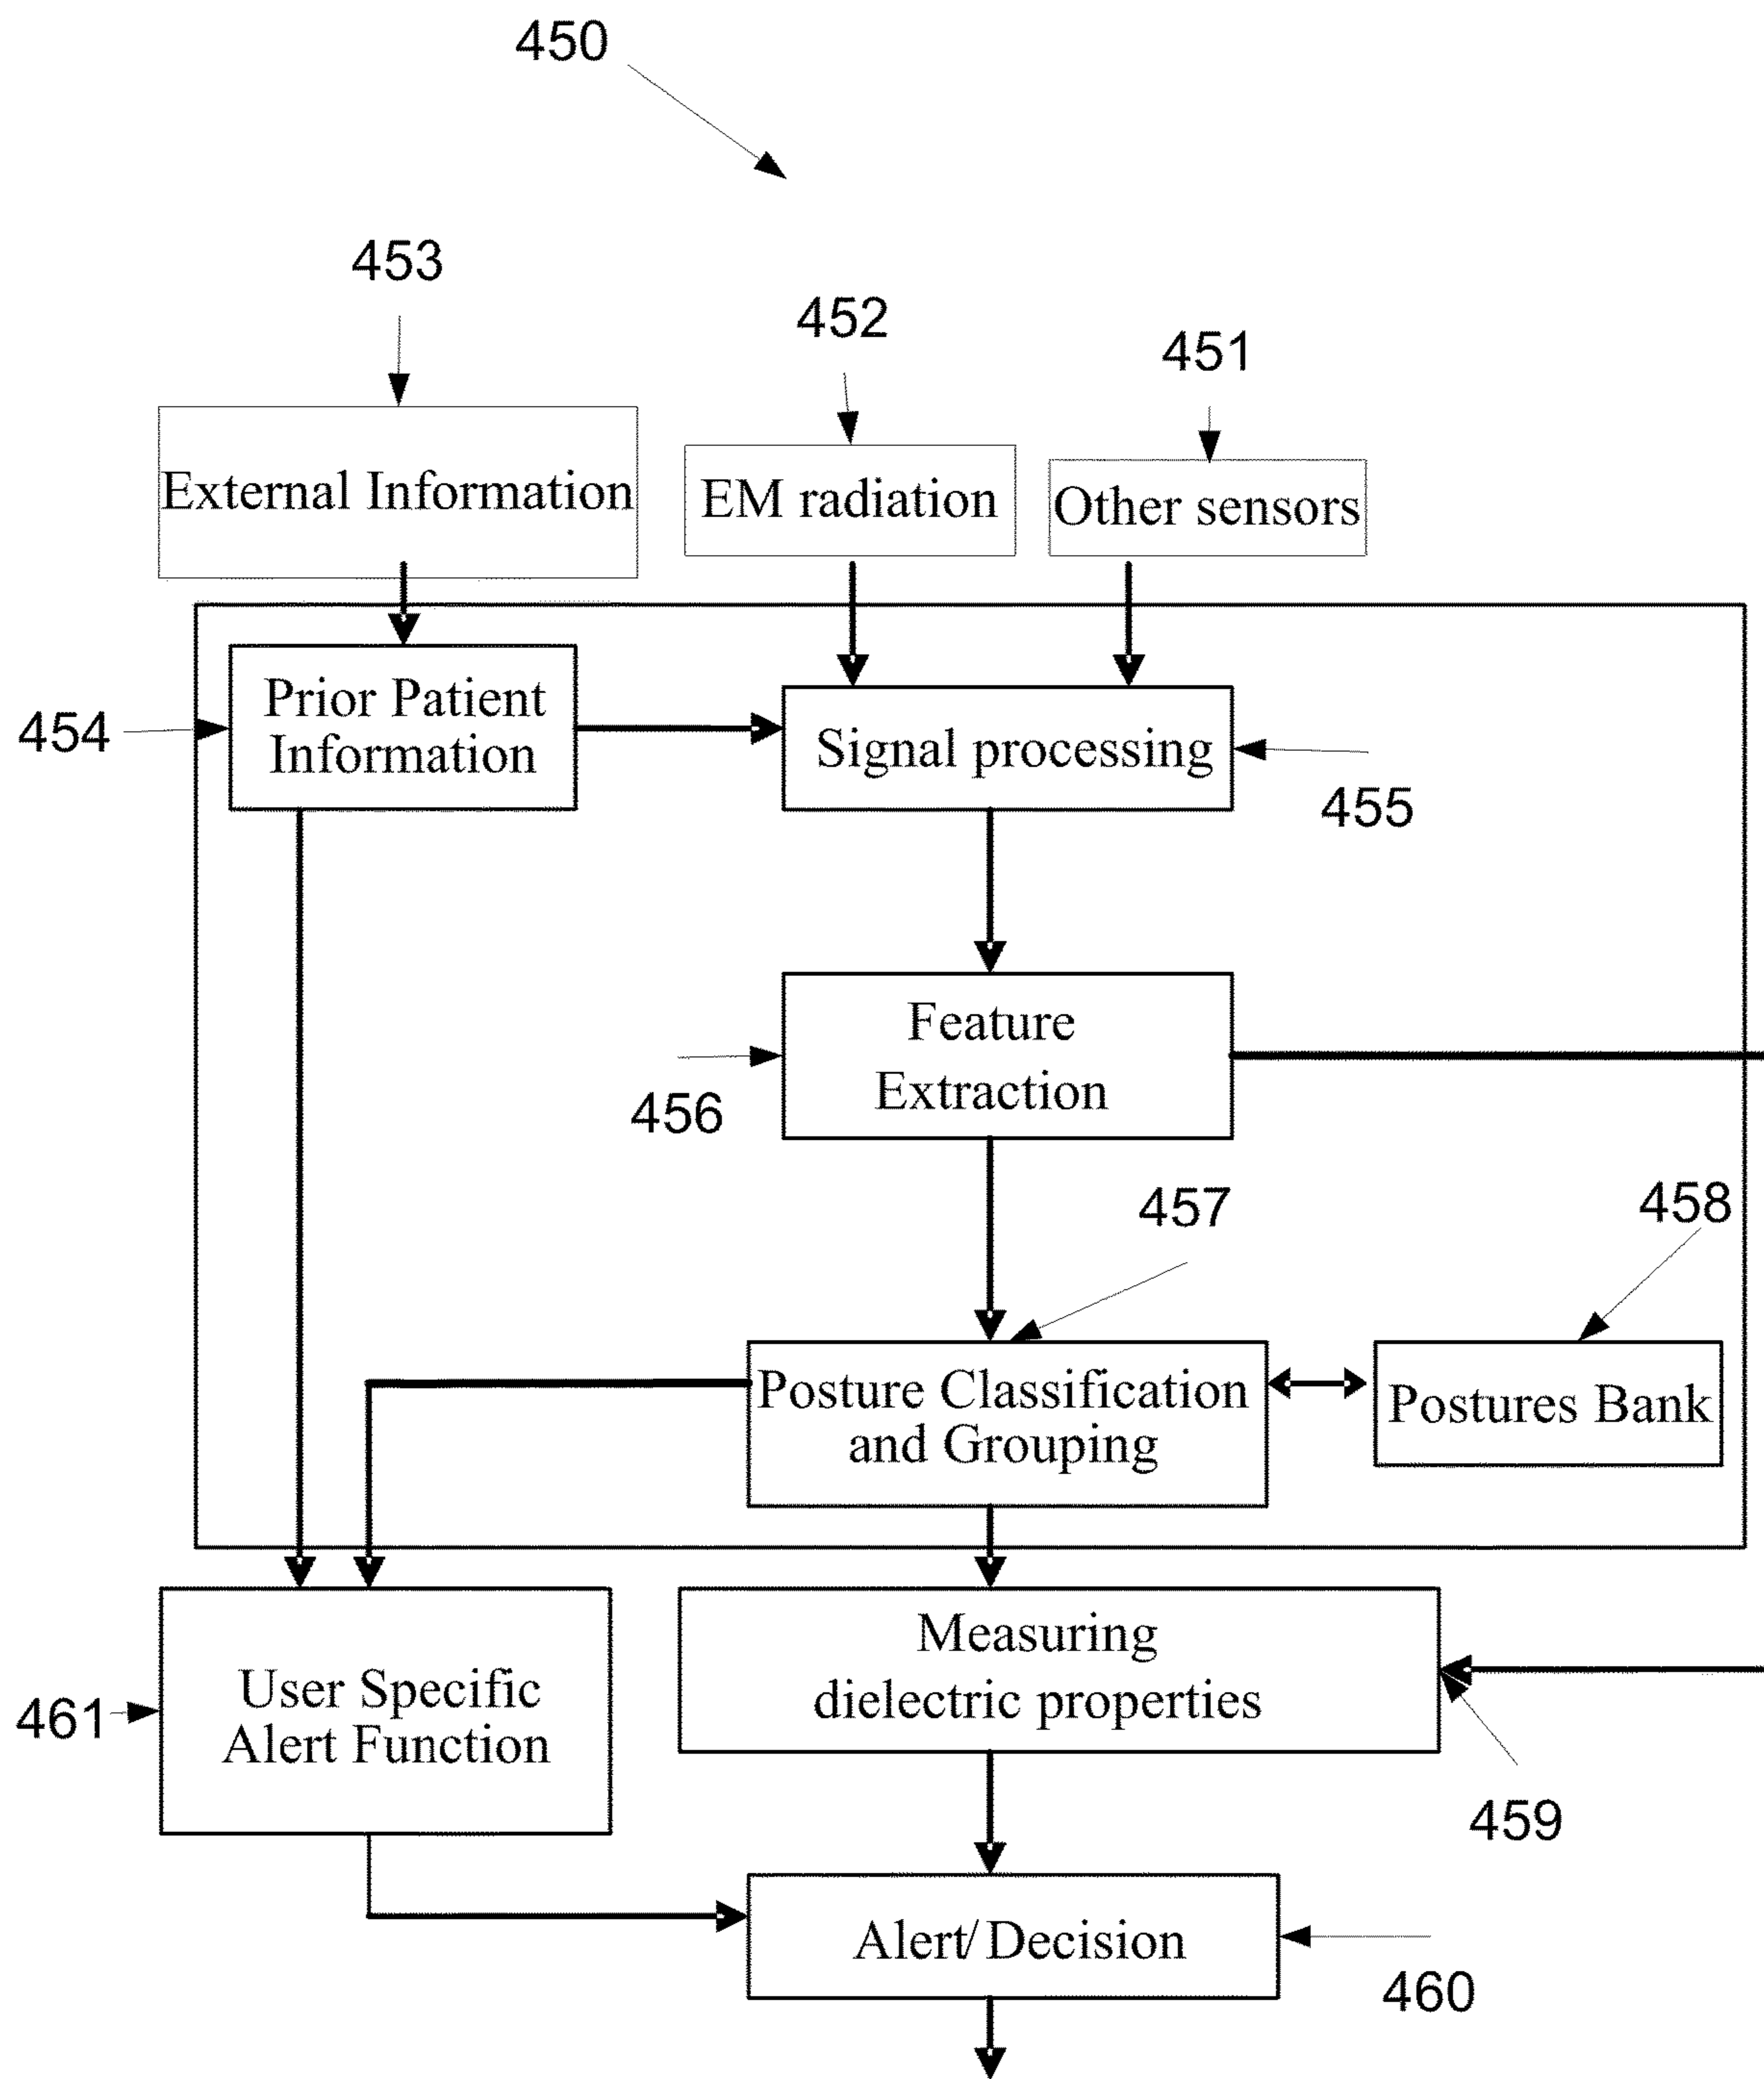 450
453
452
451
External Information
EM radiation
Other sensors
454
Prior Patient
Information
Signal processing
455
Feature
Extraction
456
457
458
Posture Classification
and Grouping
Postures Bank
461
User Specific
Alert Function
Measuring
dielectric properties
459
Alert/Decision
460